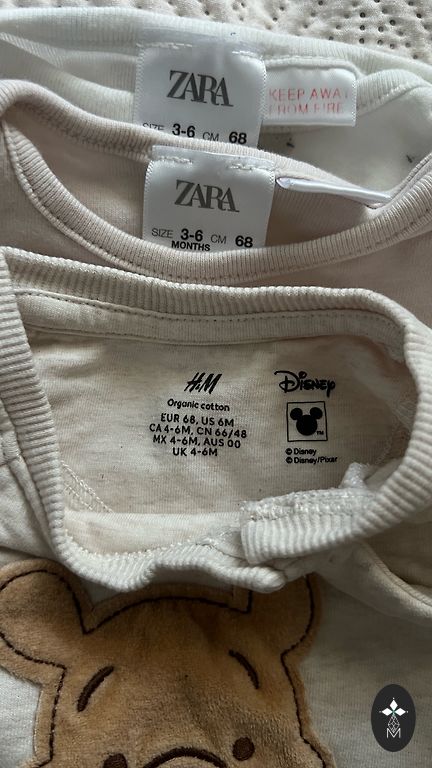 ZARA
KEEP AWAY
FROM FIRE
SIZE 3-6 CM 68
ZARA
SIZE 3-6 CM 68
MONTHS
H&M
Organic cotton
EUR 68, US 6M
CA 4-6M, CN 66/48
MX 4-6M, AUS 00
UK 4-6M
Disney
TM
© Disney
© Disney/Pixar
M